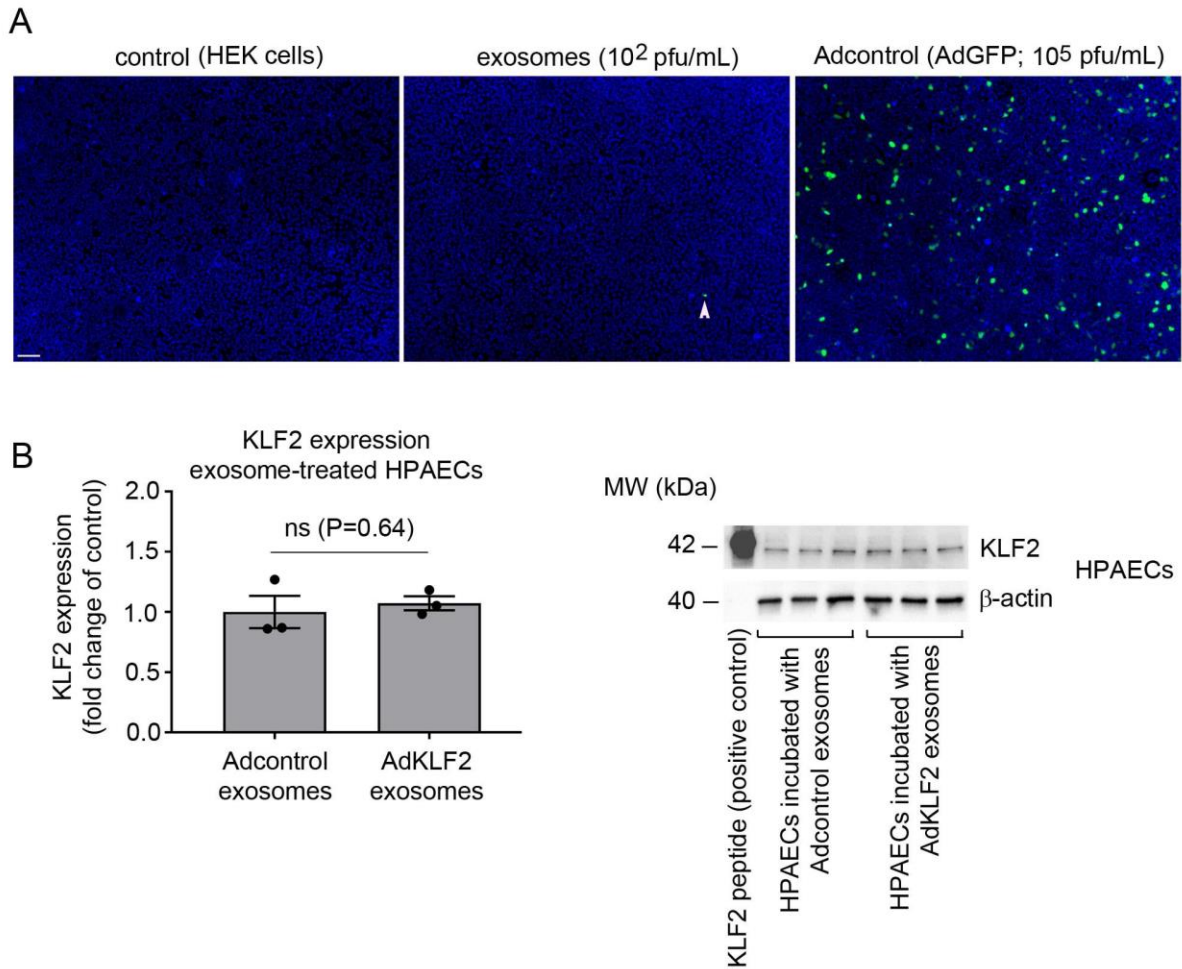 A
control (HEK cells)
exosomes (10² pfu/mL)
Adcontrol (AdGFP; 10⁵ pfu/mL)
B
KLF2 expression
exosome-treated HPAECs
KLF2 expression
(fold change of control)
2.0
1.5
1.0
0.5
0.0
ns (P=0.64)
Adcontrol
exosomes
AdKLF2
exosomes
MW (kDa)
42
KLF2
HPAECs
40
β-actin
KLF2 peptide (positive control)
HPAECs incubated with
Adcontrol exosomes
HPAECs incubated with
AdKLF2 exosomes